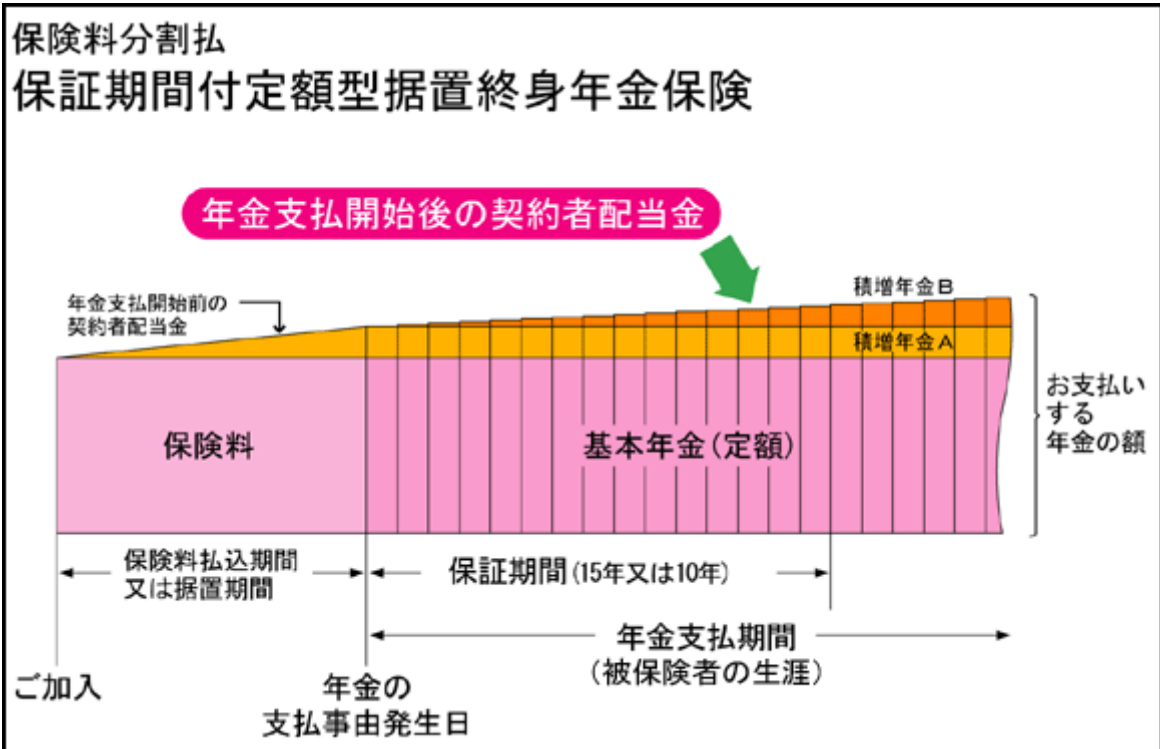 保険料分割払
保証期間付定額型据置終身年金保険
年金支払開始後の契約者配当金
年金支払開始前の
契約者配当金
積増年金B
積増年金A
保険料
基本年金(定額)
お支払い
する
年金の額
保険料払込期間
又は据置期間
保証期間(15年又は10年)
年金支払期間
(被保険者の生涯)
ご加入
年金の
支払事由発生日